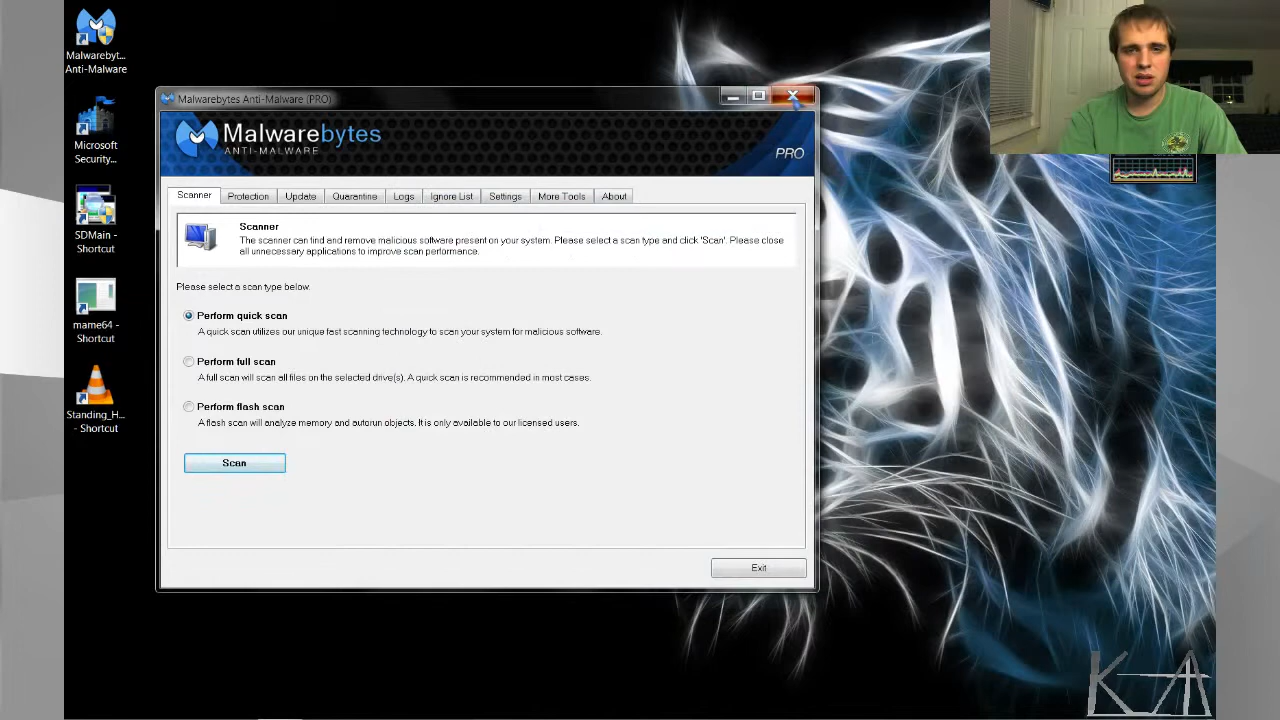 Malwarebyt...
Anti-Malware
Microsoft
Security...
SDMain -
Shortcut
mame64 -
Shortcut
Standing_H...
- Shortcut
Malwarebytes Anti-Malware (PRO)
Malwarebytes
ANTI-MALWARE
PRO
Scanner Protection Update Quarantine Logs Ignore List Settings More Tools About
Scanner
The scanner can find and remove malicious software present on your system. Please select a scan type and click 'Scan'. Please close
all unnecessary applications to improve scan performance.
Please select a scan type below.
Perform quick scan
A quick scan utilizes our unique fast scanning technology to scan your system for malicious software.
Perform full scan
A full scan will scan all files on the selected drive(s). A quick scan is recommended in most cases.
Perform flash scan
A flash scan will analyze memory and autorun objects. It is only available to our licensed users.
Scan
Exit